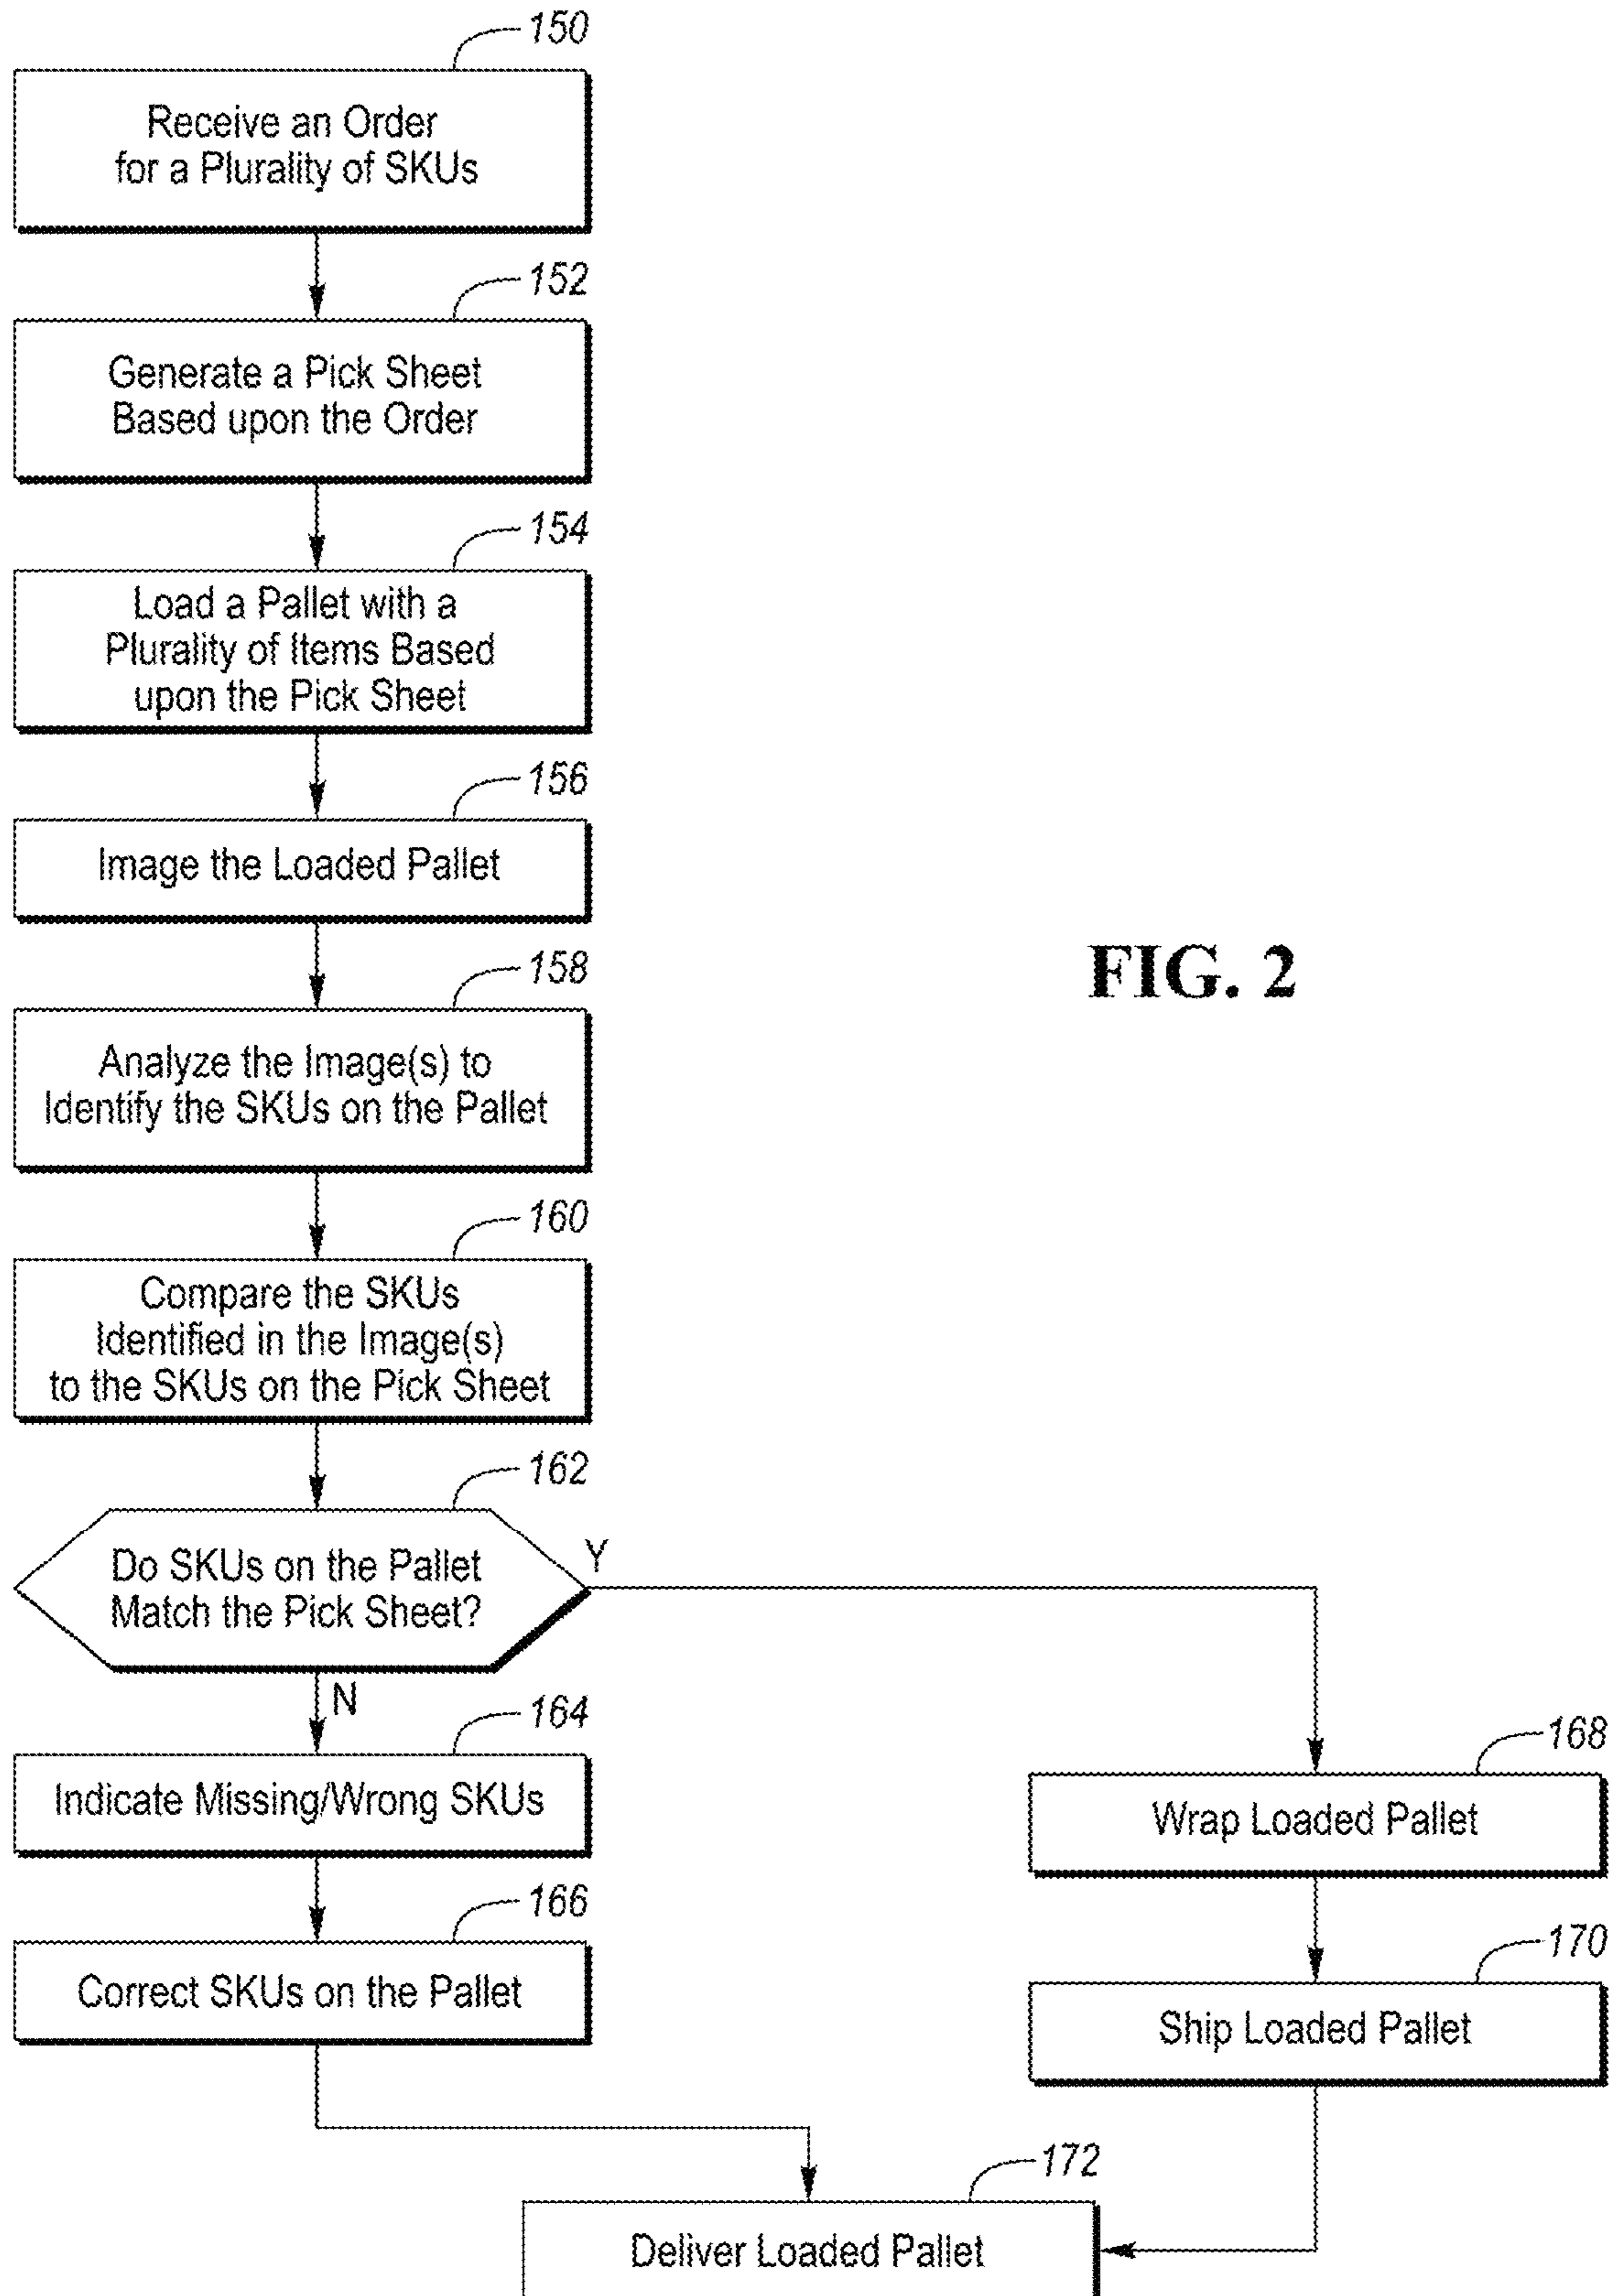 150
Receive an Order
for a Plurality of SKUs
152
Generate a Pick Sheet
Based upon the Order
154
Load a Pallet with a
Plurality of Items Based
upon the Pick Sheet
156
Image the Loaded Pallet
158
Analyze the Image(s) to
Identify the SKUs on the Pallet
FIG. 2
160
Compare the SKUs
Identified in the Image(s)
to the SKUs on the Pick Sheet
162
Do SKUs on the Pallet
Match the Pick Sheet?
Y
N
164
Indicate Missing/Wrong SKUs
166
Correct SKUs on the Pallet
168
Wrap Loaded Pallet
170
Ship Loaded Pallet
172
Deliver Loaded Pallet